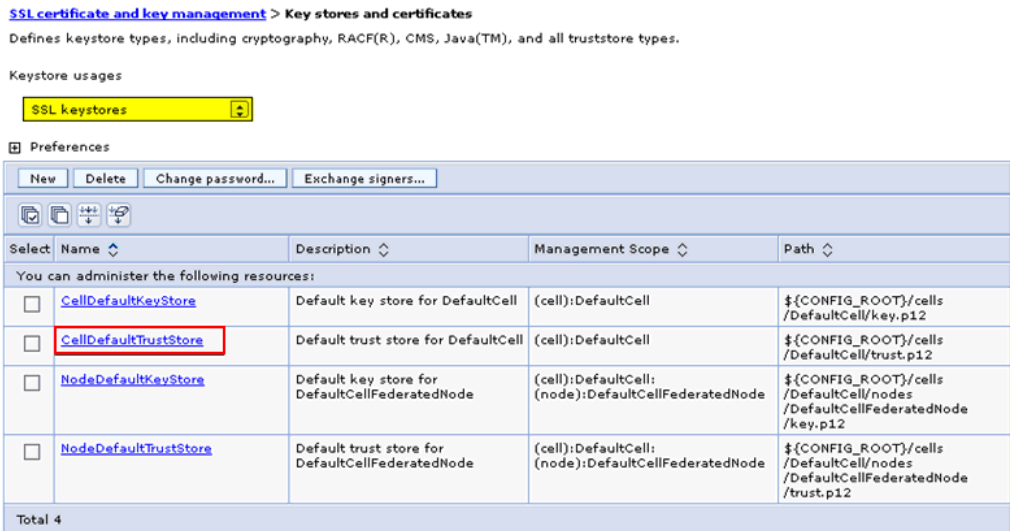 SSL certificate and key management > Key stores and certificates
Defines keystore types, including cryptography, RACF(R), CMS, Java(TM), and all truststore types.
Keystore usages
SSL keystores
Preferences
New Delete Change password... Exchange signers...
Select Name Description Management Scope Path
You can administer the following resources:
CellDefaultKeyStore Default key store for DefaultCell (cell):DefaultCell ${CONFIG_ROOT}/cells
/DefaultCell/key.p12
CellDefaultTrustStore Default trust store for DefaultCell (cell):DefaultCell ${CONFIG_ROOT}/cells
/DefaultCell/trust.p12
NodeDefaultKeyStore Default key store for (cell):DefaultCell: ${CONFIG_ROOT}/cells
DefaultCellFederatedNode (node):DefaultCellFederatedNode /DefaultCell/nodes
/DefaultCellFederatedNode
/key.p12
NodeDefaultTrustStore Default trust store for (cell):DefaultCell: ${CONFIG_ROOT}/cells
DefaultCellFederatedNode (node):DefaultCellFederatedNode /DefaultCell/nodes
/DefaultCellFederatedNode
/trust.p12
Total 4